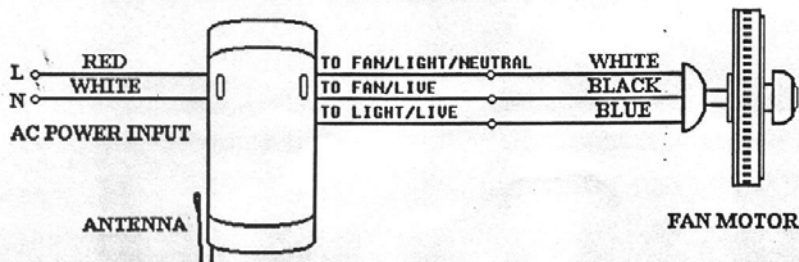 RED
TO FAN/LIGHT/NEUTRAL WHITE
L
WHITE
TO FAN/LIVE BLACK
N
TO LIGHT/LIVE BLUE
AC POWER INPUT
ANTENNA
FAN MOTOR